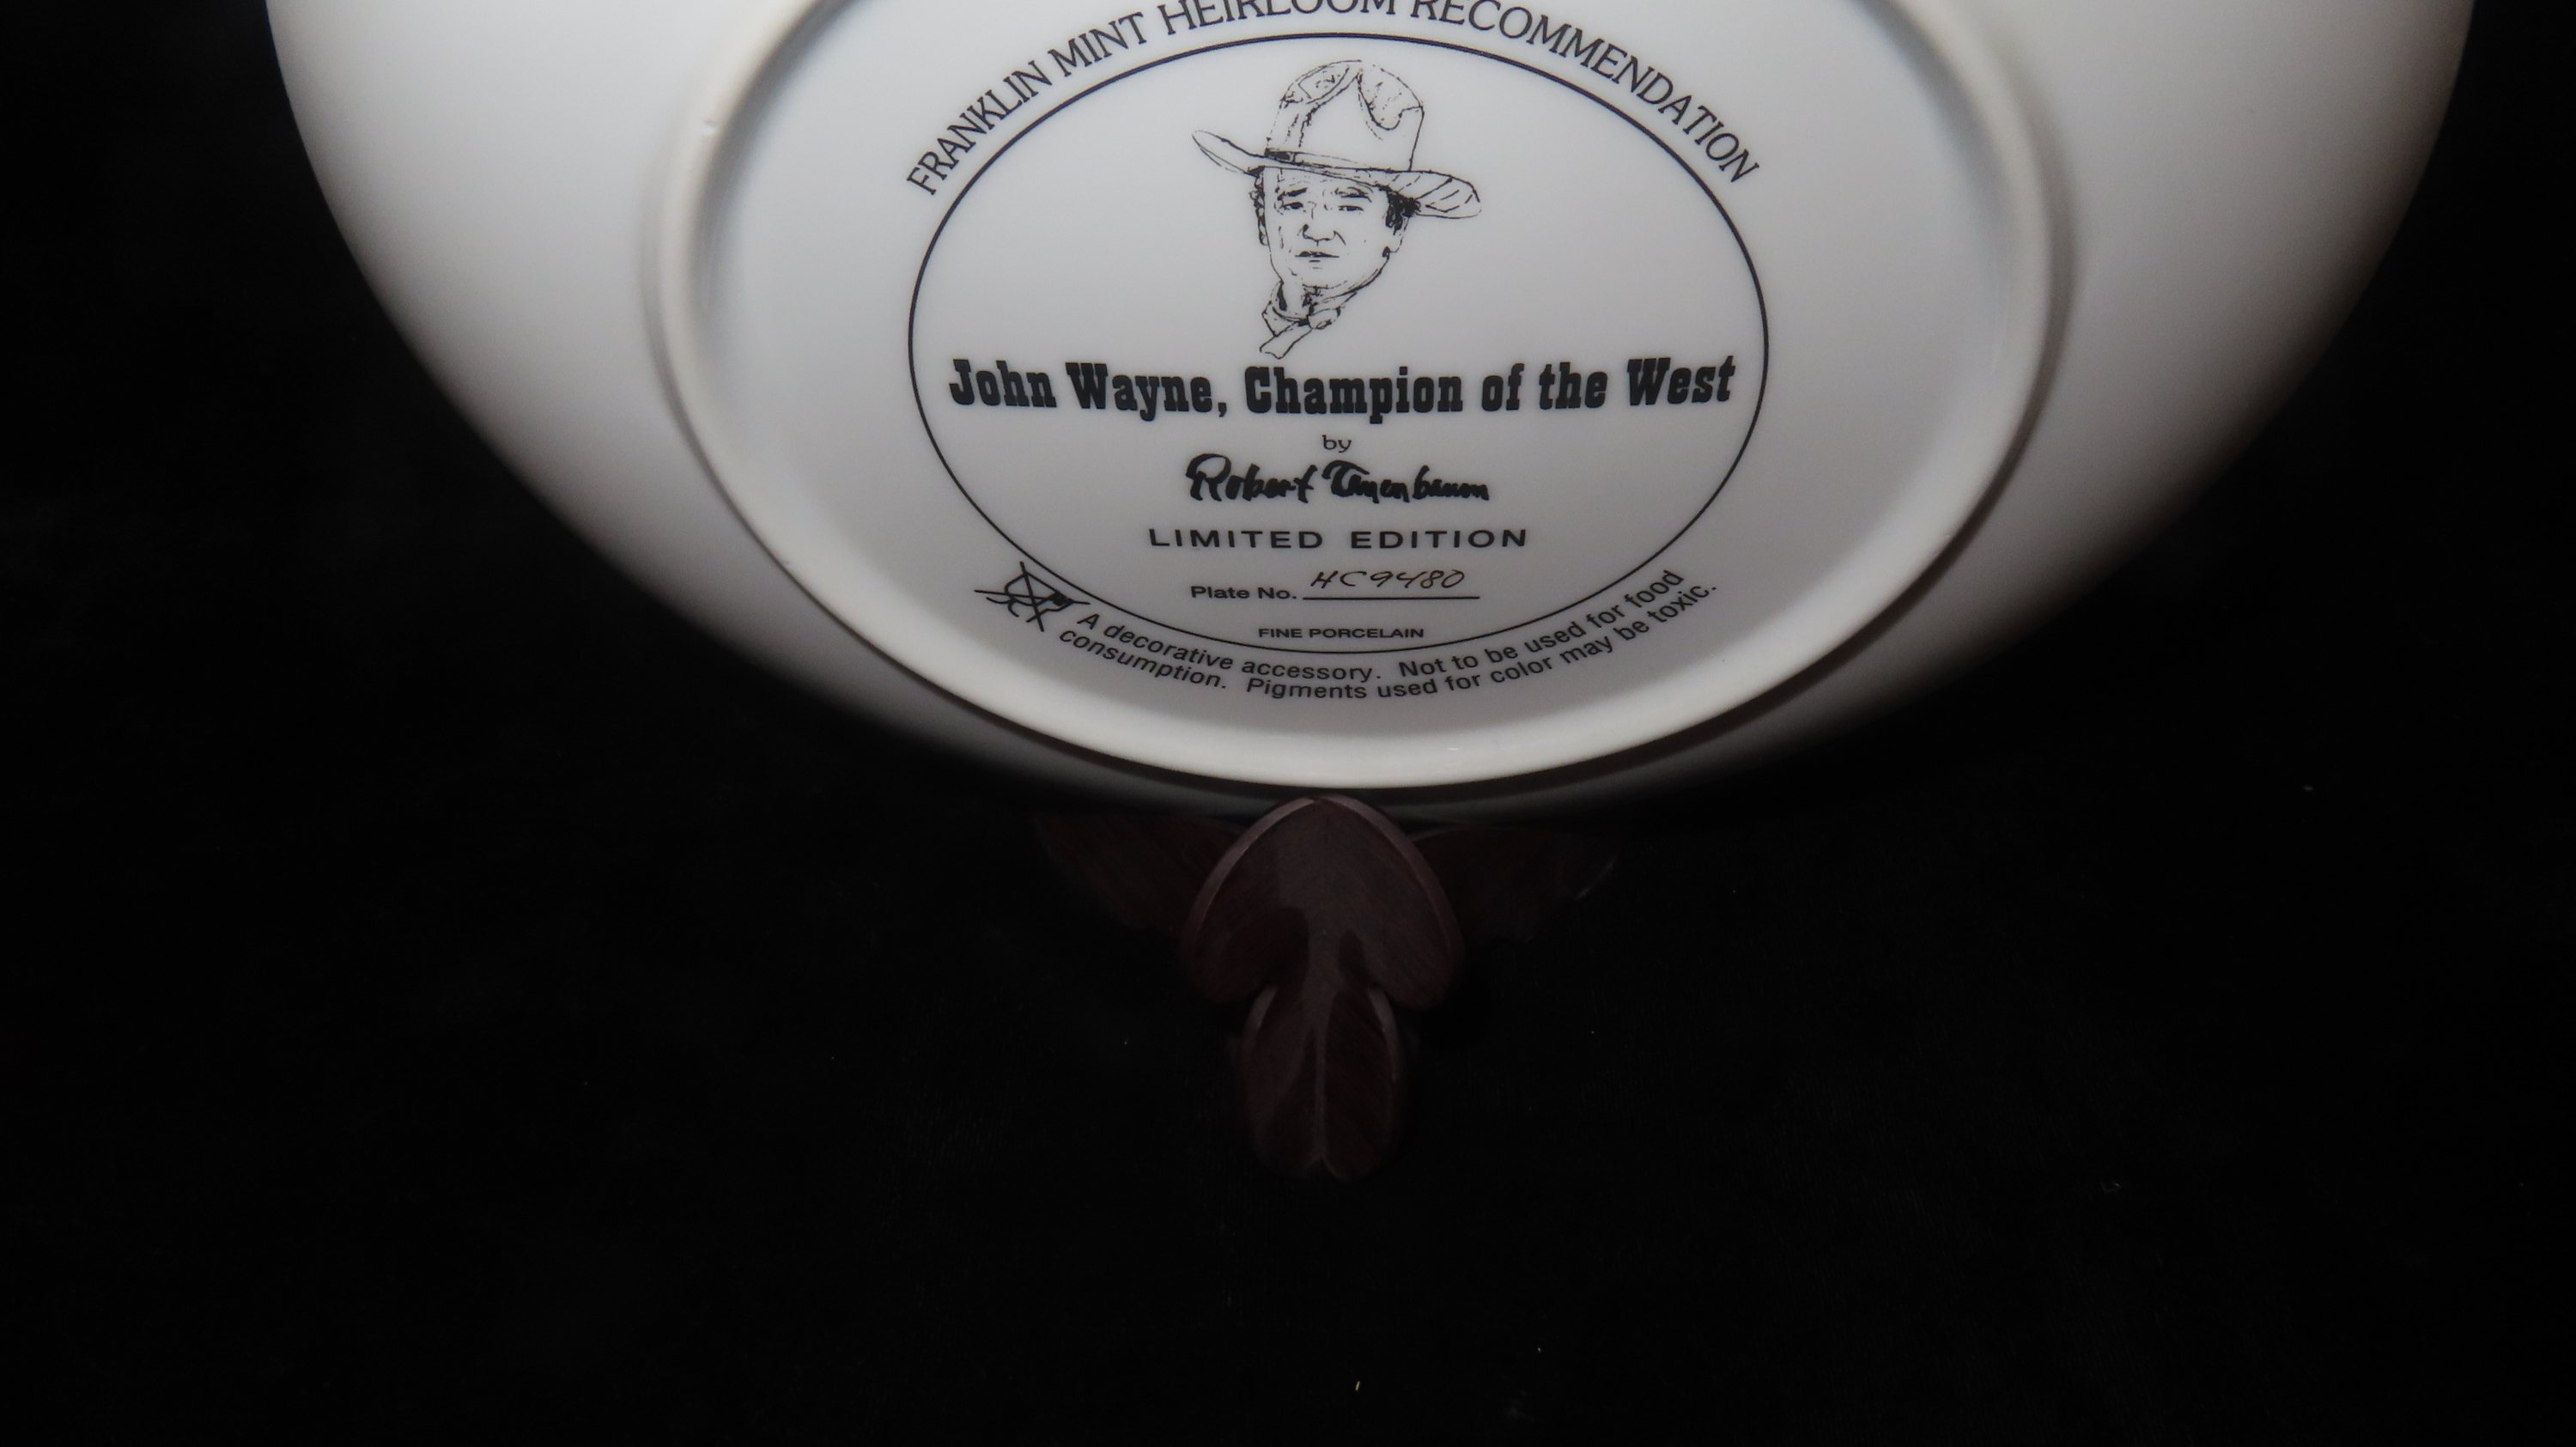 FRANKLIN MINT HEIRLOOM RECOMMENDATION
John Wayne, Champion of the West
by
Robert Tanenbaum
LIMITED EDITION
Plate No. HC9480
FINE PORCELAIN
A decorative accessory. Not to be used for food
consumption. Pigments used for color may be toxic.